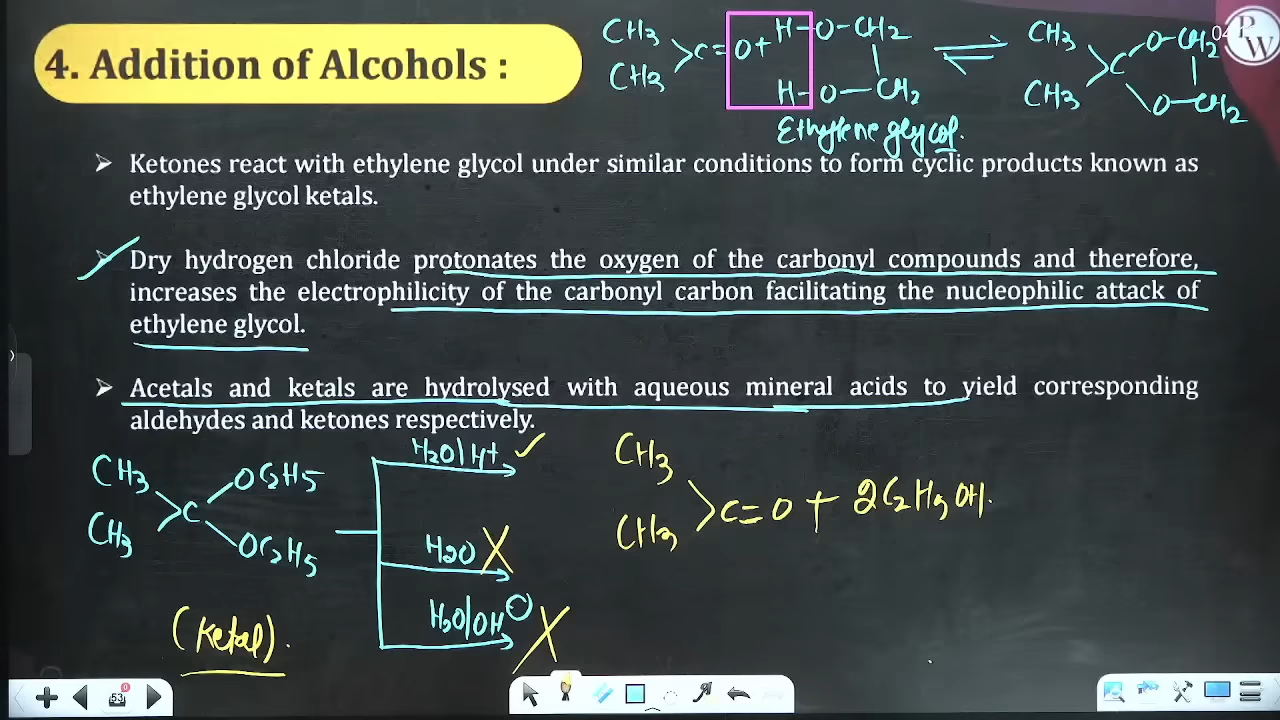 4. Addition of Alcohols :
CH3
CH3
>C=O+
H-O-CH2
H-O-CH2
Ethylene glycol.
⇌
CH3
CH3
>C
O-CH2
O-CH2
PW
➢ Ketones react with ethylene glycol under similar conditions to form cyclic products known as
ethylene glycol ketals.
➢ Dry hydrogen chloride protonates the oxygen of the carbonyl compounds and therefore,
increases the electrophilicity of the carbonyl carbon facilitating the nucleophilic attack of
ethylene glycol.
➢ Acetals and ketals are hydrolysed with aqueous mineral acids to yield corresponding
aldehydes and ketones respectively.
CH3
CH3
>C
OC2H5
OC2H5
(Ketal).
H2O/H+ ✓
H2O X
H2O/OH⊖ X
CH3
CH3
>C=O + 2C2H5OH.
53